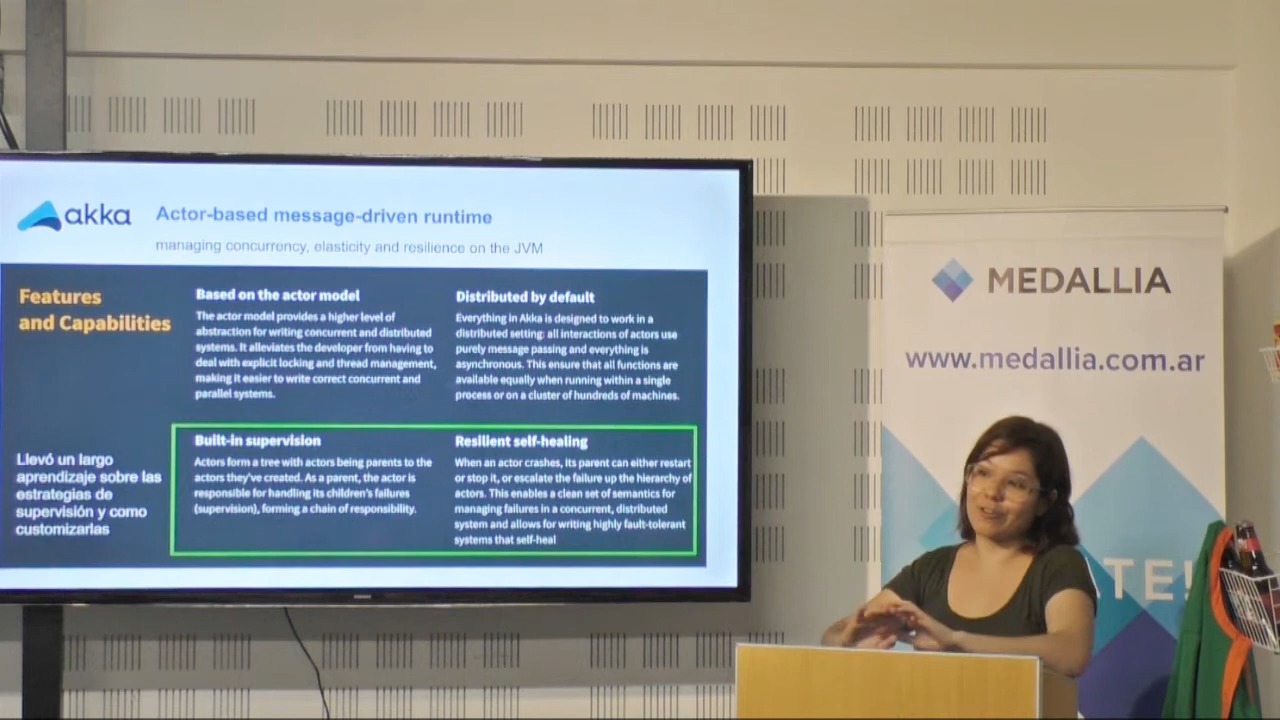 akka
Actor-based message-driven runtime
managing concurrency, elasticity and resilience on the JVM
Features
and Capabilities
Based on the actor model
The actor model provides a higher level of
abstraction for writing concurrent and distributed
systems. It alleviates the developer from having to
deal with explicit locking and thread management,
making it easier to write correct concurrent and
parallel systems.
Distributed by default
Everything in Akka is designed to work in a
distributed setting: all interactions of actors use
purely message passing and everything is
asynchronous. This ensure that all functions are
available equally when running within a single
process or on a cluster of hundreds of machines.
Llevó un largo
aprendizaje sobre las
estrategias de
supervisión y como
customizarlas
Built-in supervision
Actors form a tree with actors being parents to the
actors they've created. As a parent, the actor is
responsible for handling its children's failures
(supervision), forming a chain of responsibility.
Resilient self-healing
When an actor crashes, its parent can either restart
or stop it, or escalate the failure up the hierarchy of
actors. This enables a clean set of semantics for
managing failures in a concurrent, distributed
system and allows for writing highly fault-tolerant
systems that self-heal
MEDALLIA
www.medallia.com.ar
ATE!